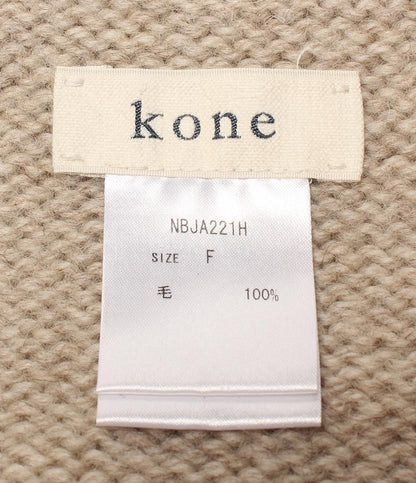 kone
NBJA221H
SIZE F
毛 100%